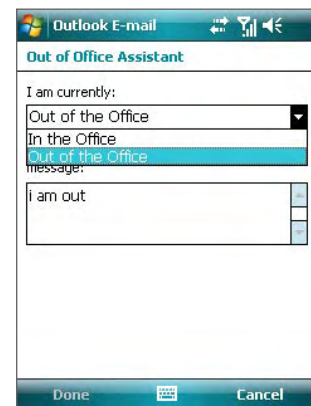 Outlook E-mail
Out of Office Assistant
I am currently:
Out of the Office
In the Office
Out of the Office
message:
i am out
Done
Cancel